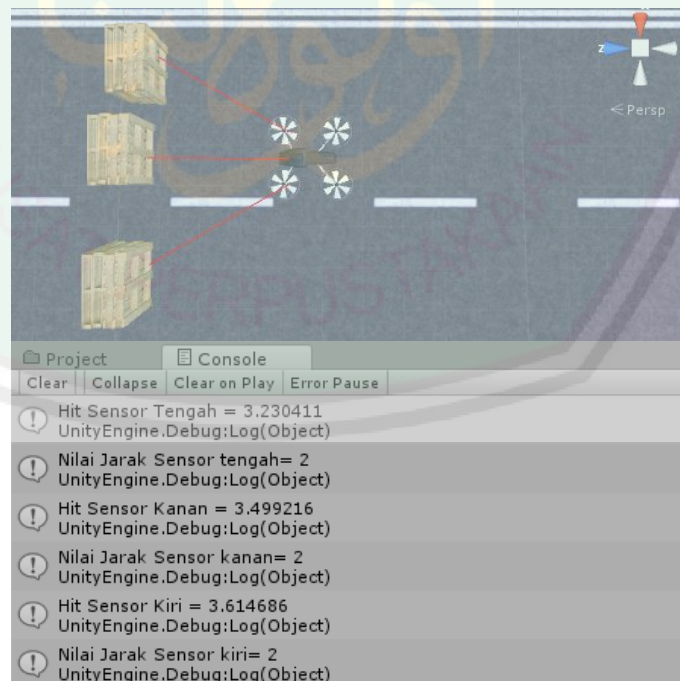 z
< Persp
Project Console
Clear Collapse Clear on Play Error Pause
Hit Sensor Tengah = 3.230411
UnityEngine.Debug:Log(Object)
Nilai Jarak Sensor tengah= 2
UnityEngine.Debug:Log(Object)
Hit Sensor Kanan = 3.499216
UnityEngine.Debug:Log(Object)
Nilai Jarak Sensor kanan= 2
UnityEngine.Debug:Log(Object)
Hit Sensor Kiri = 3.614686
UnityEngine.Debug:Log(Object)
Nilai Jarak Sensor kiri= 2
UnityEngine.Debug:Log(Object)